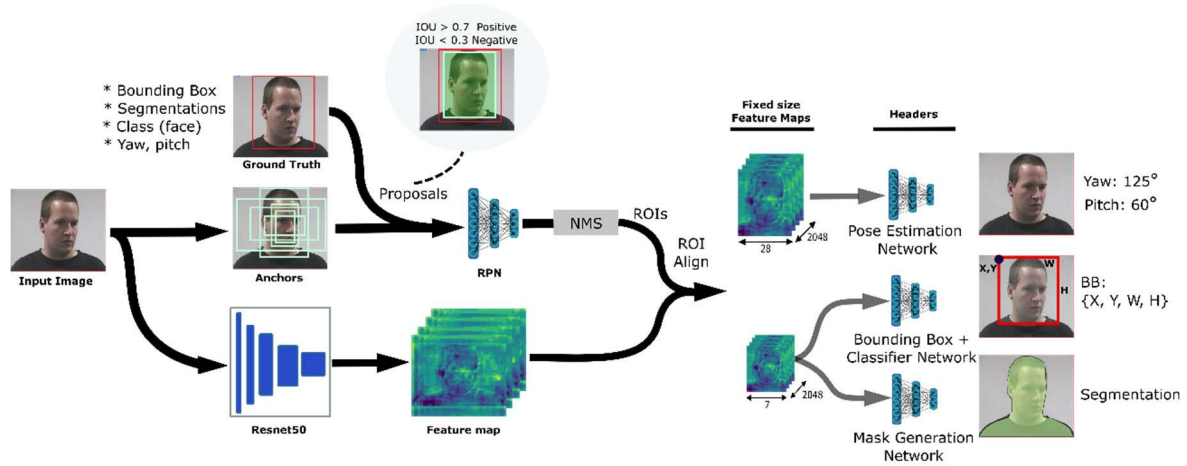 IOU > 0.7 Positive
IOU < 0.3 Negative
* Bounding Box
* Segmentations
* Class (face)
* Yaw, pitch
Ground Truth
Proposals
Input Image
Anchors
RPN
NMS
ROIs
ROI
Align
Resnet50
Feature map
Fixed size
Feature Maps
Headers
28
2048
Pose Estimation
Network
Yaw: 125°
Pitch: 60°
7
2048
Bounding Box +
Classifier Network
X,Y
W
H
BB:
{X, Y, W, H}
Mask Generation
Network
Segmentation